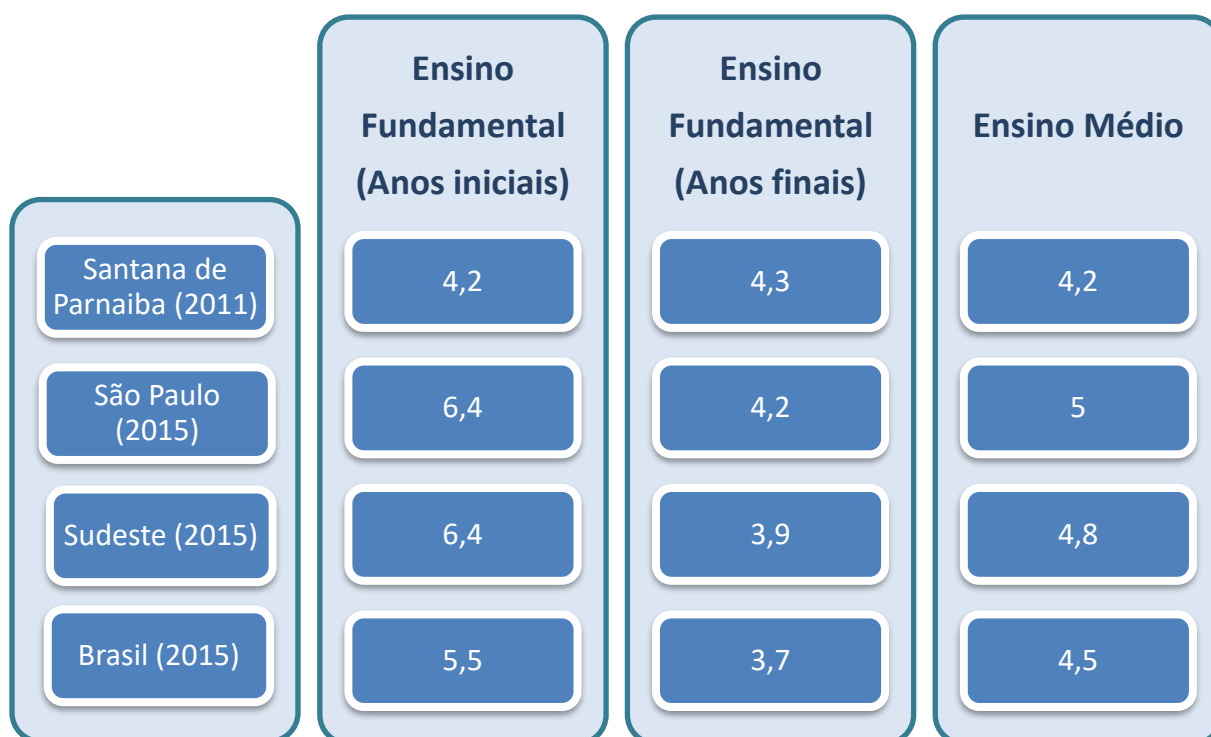 Ensino
Fundamental
(Anos iniciais)
Ensino
Fundamental
(Anos finais)
Ensino Médio
Santana de
Parnaiba (2011)
4,2
4,3
4,2
São Paulo
(2015)
6,4
4,2
5
Sudeste (2015)
6,4
3,9
4,8
Brasil (2015)
5,5
3,7
4,5